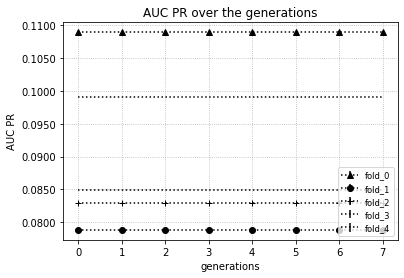 AUC PR over the generations
0.1100
0.1050
0.1000
0.0950
0.0900
0.0850
0.0800
AUC PR
fold_0
fold_1
fold_2
fold_3
fold_4
0 1 2 3 4 5 6 7
generations